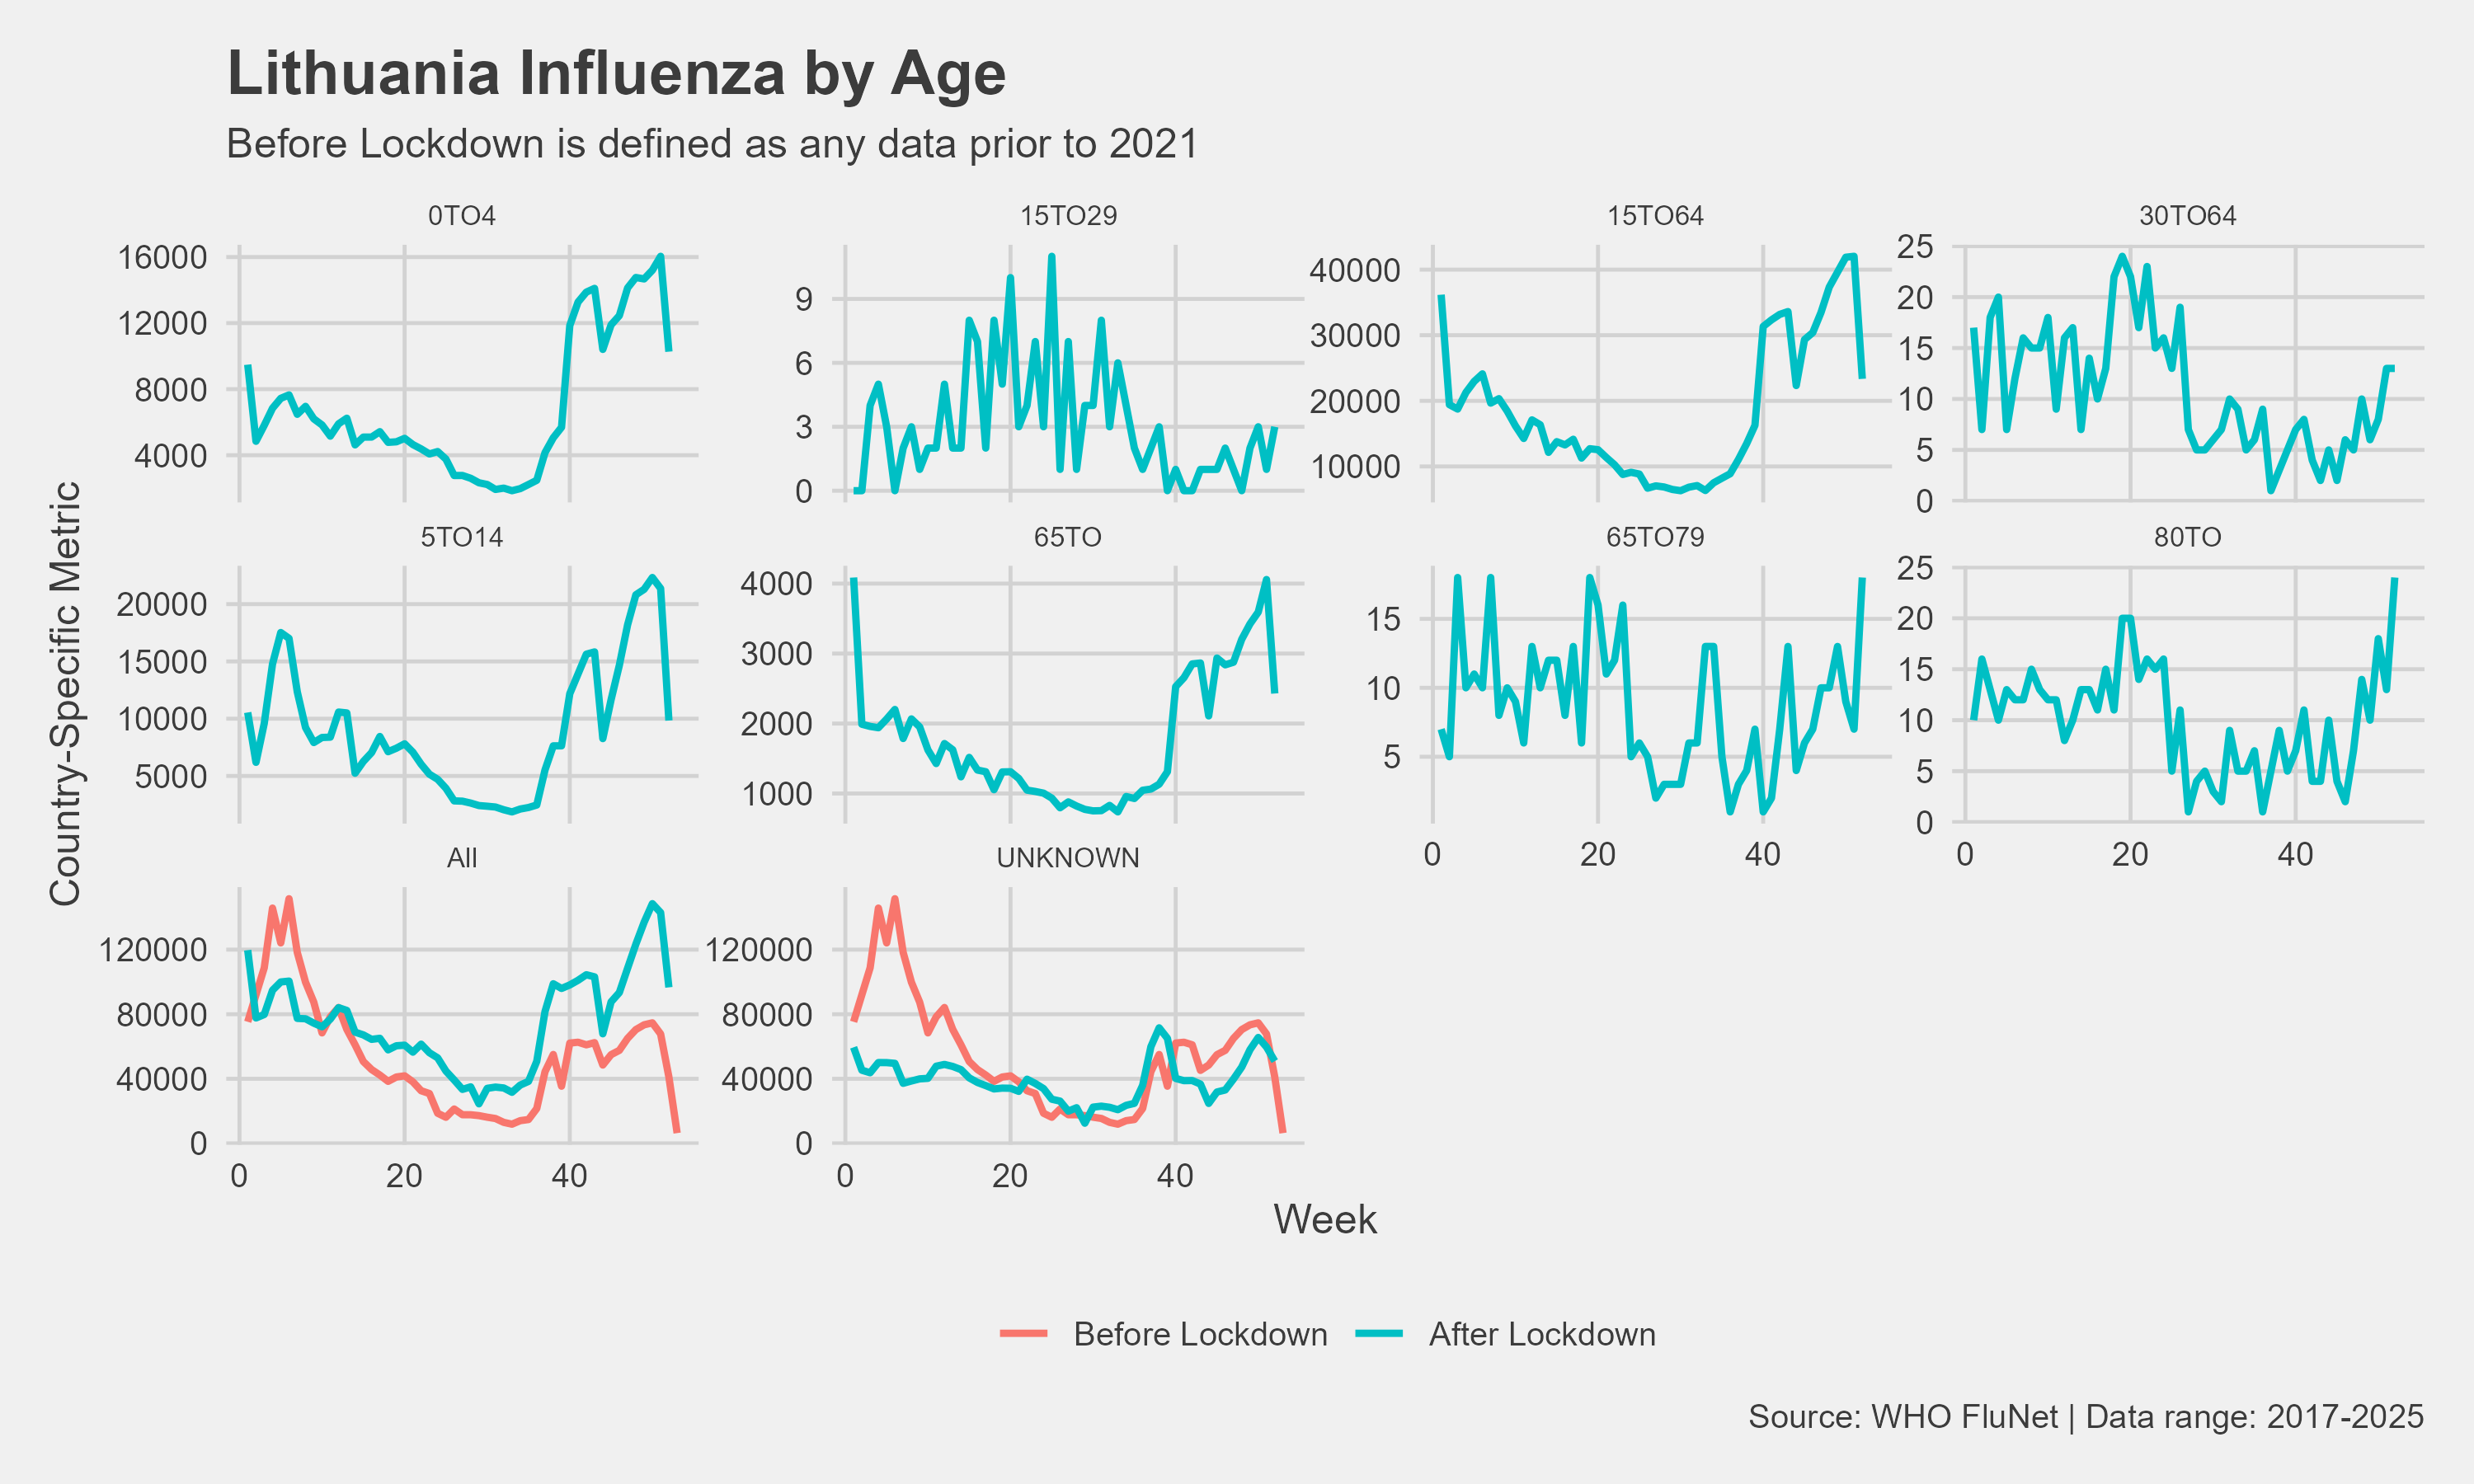 Lithuania Influenza by Age
Before Lockdown is defined as any data prior to 2021
0TO4
15TO29
15TO64
30TO64
16000
12000
8000
4000
9
6
3
0
40000
30000
20000
10000
25
20
15
10
5
0
5TO14
65TO
65TO79
80TO
20000
15000
10000
5000
4000
3000
2000
1000
15
10
5
0 20 40
25
20
15
10
5
0
0 20 40
All
UNKNOWN
120000
80000
40000
0
0 20 40
120000
80000
40000
0
0 20 40
Country-Specific Metric
Week
Before Lockdown
After Lockdown
Source: WHO FluNet | Data range: 2017-2025